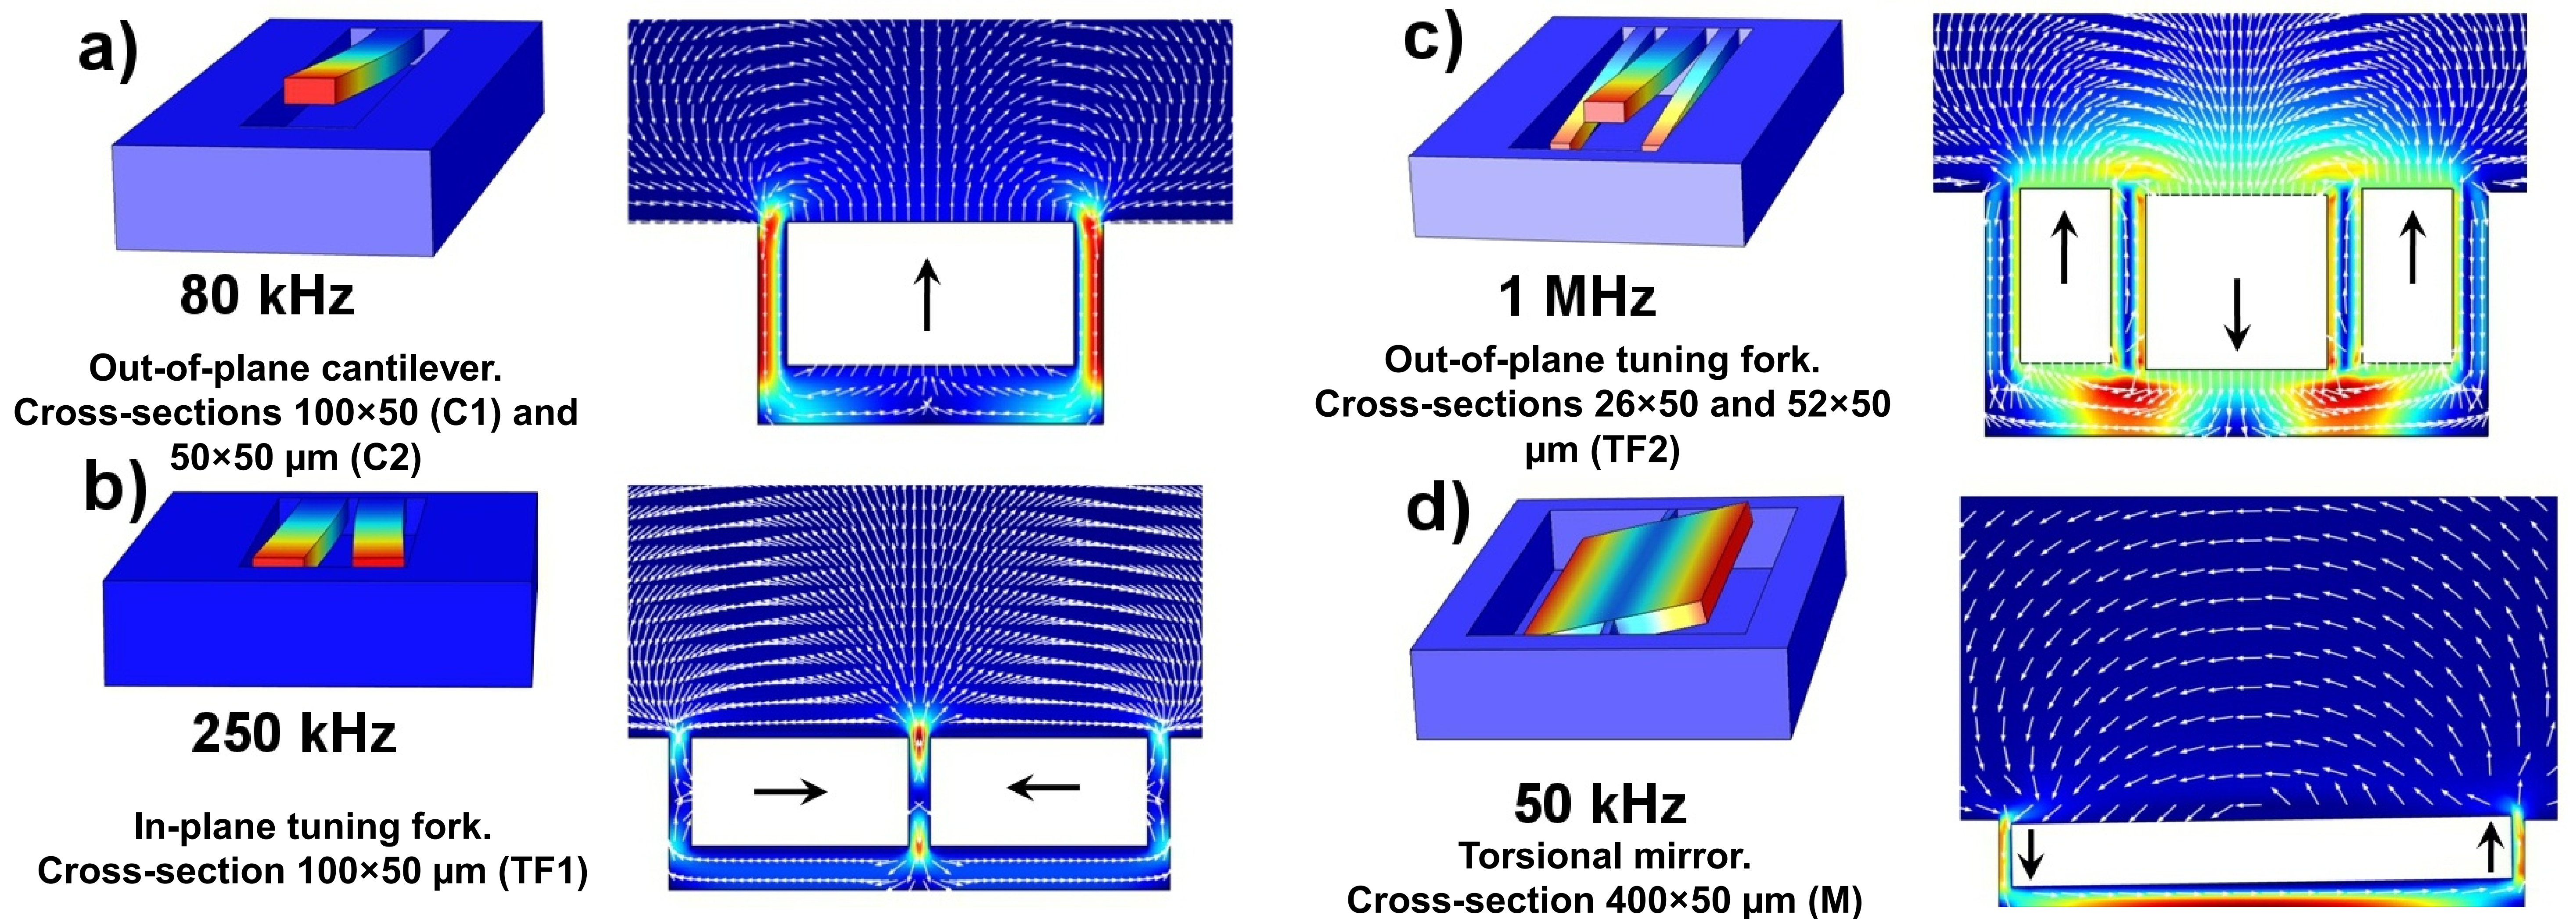 a)
80 kHz
Out-of-plane cantilever.
Cross-sections 100×50 (C1) and
50×50 µm (C2)
b)
250 kHz
In-plane tuning fork.
Cross-section 100×50 µm (TF1)
c)
1 MHz
Out-of-plane tuning fork.
Cross-sections 26×50 and 52×50
µm (TF2)
d)
50 kHz
Torsional mirror.
Cross-section 400×50 µm (M)